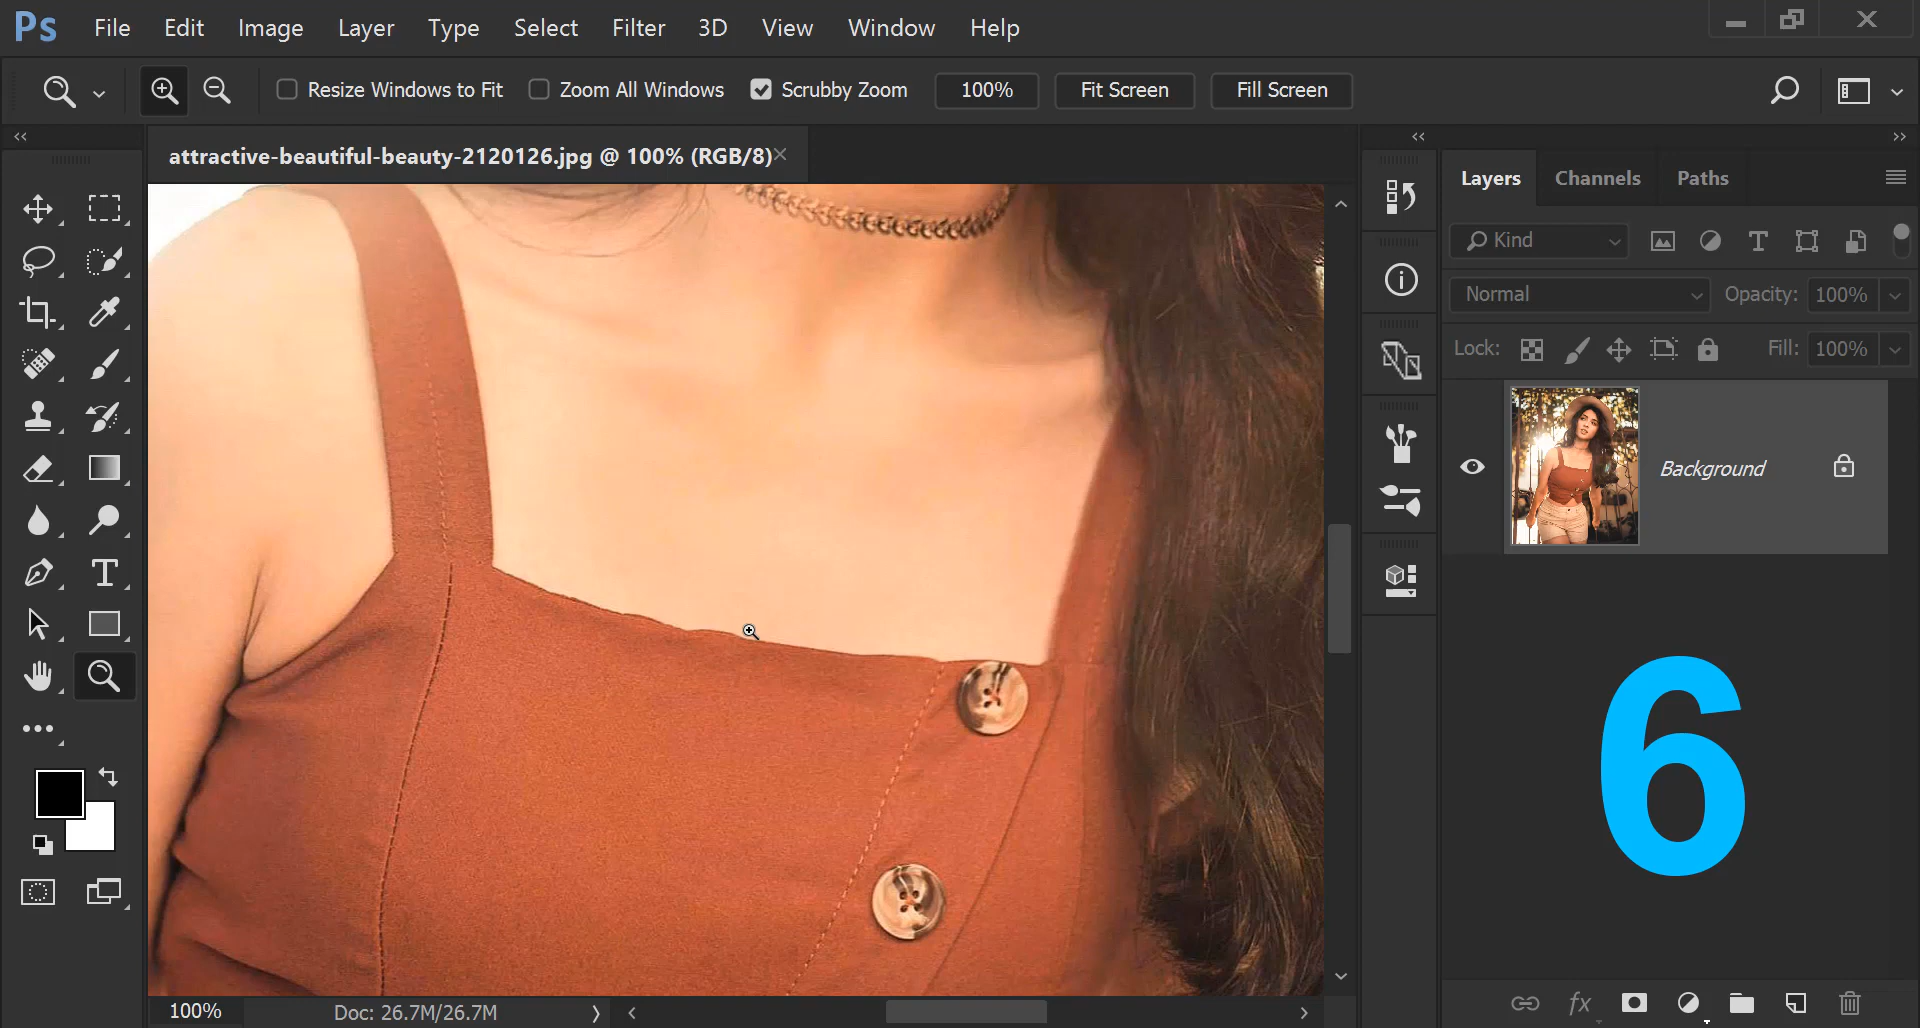 Ps File Edit Image Layer Type Select Filter 3D View Window Help
Resize Windows to Fit Zoom All Windows Scrubby Zoom 100% Fit Screen Fill Screen
attractive-beautiful-beauty-2120126.jpg @ 100% (RGB/8)
Layers Channels Paths
Kind
Normal Opacity: 100%
Lock: Fill: 100%
Background
6
100% Doc: 26.7M/26.7M
fx